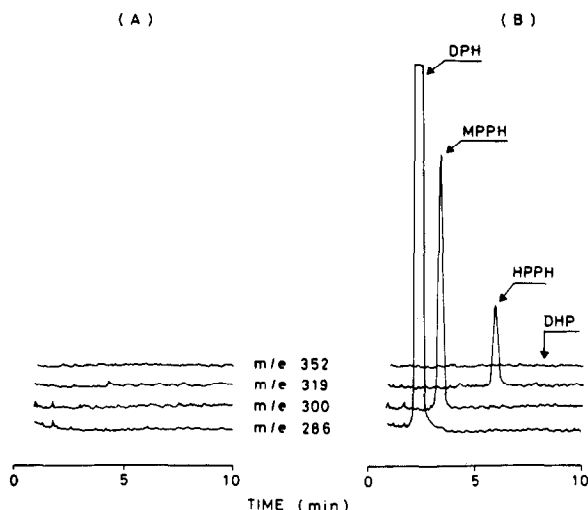 ( A )
( B )
DPH
MPPH
HPPH
DHP
m/e 352
m/e 319
m/e 300
m/e 286
0 5 10 0 5 10
TIME (min)